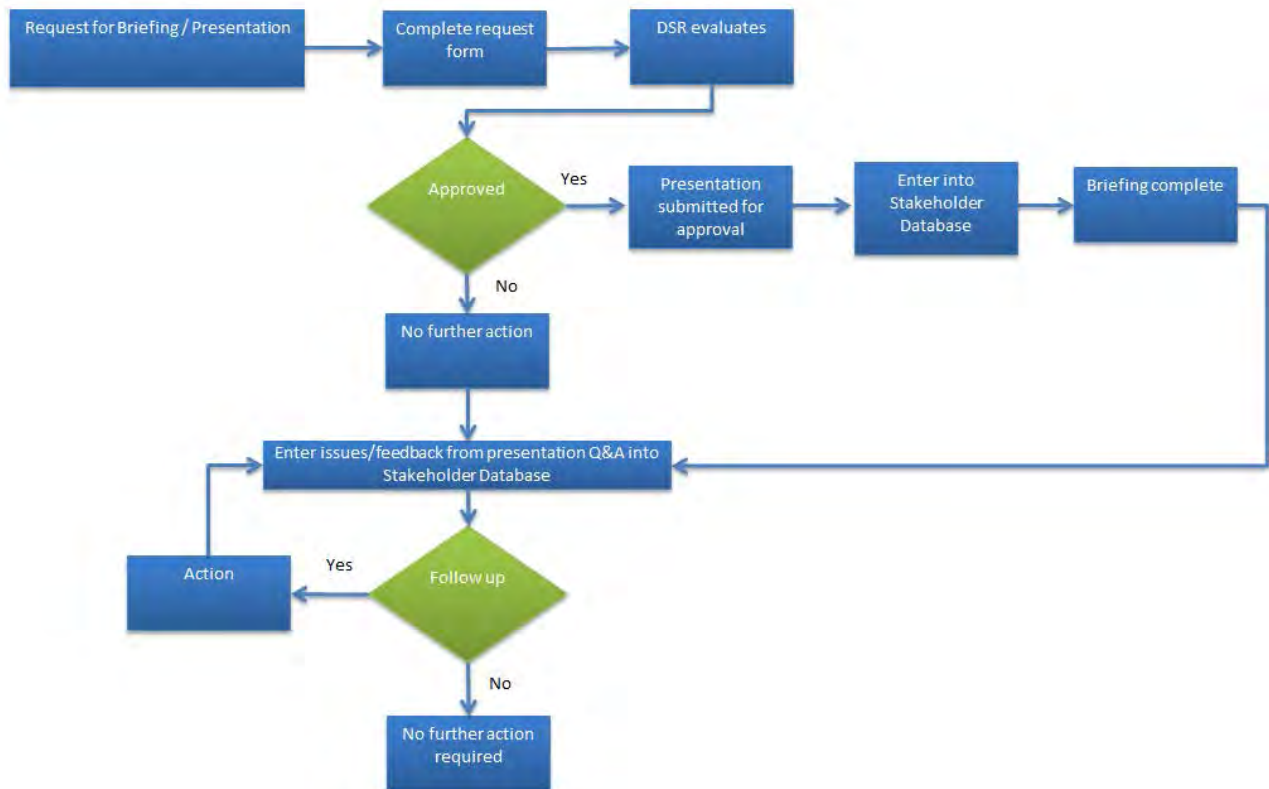 Request for Briefing / Presentation
Complete request
form
DSR evaluates
Approved
Yes
Presentation
submitted for
approval
Enter into
Stakeholder
Database
Briefing complete
No
No further action
Enter issues/feedback from presentation Q&A into
Stakeholder Database
Action
Yes
Follow up
No
No further action
required